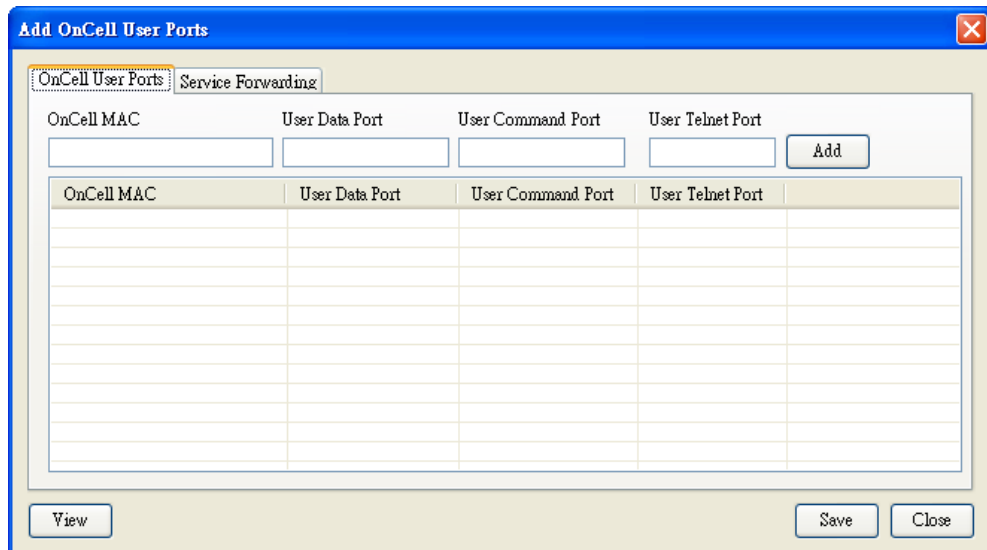 Add OnCell User Ports
OnCell User Ports Service Forwarding
OnCell MAC User Data Port User Command Port User Telnet Port
Add
OnCell MAC User Data Port User Command Port User Telnet Port
View Save Close